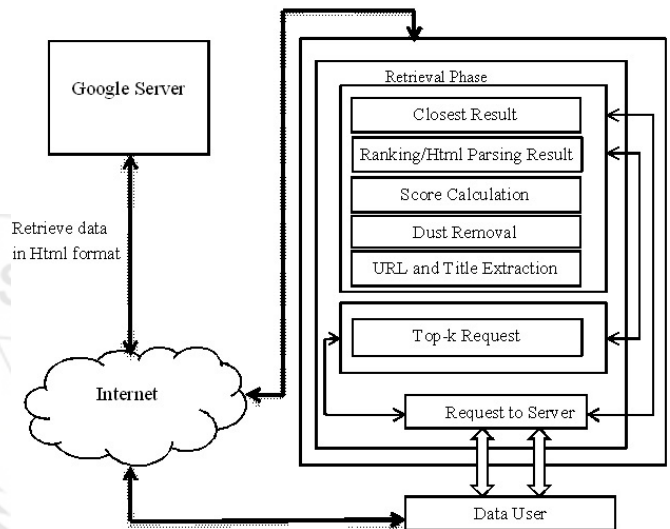 Google Server
Retrieve data
in Html format
Internet
Retrieval Phase
Closest Result
Ranking/Html Parsing Result
Score Calculation
Dust Removal
URL and Title Extraction
Top-k Request
Request to Server
Data User